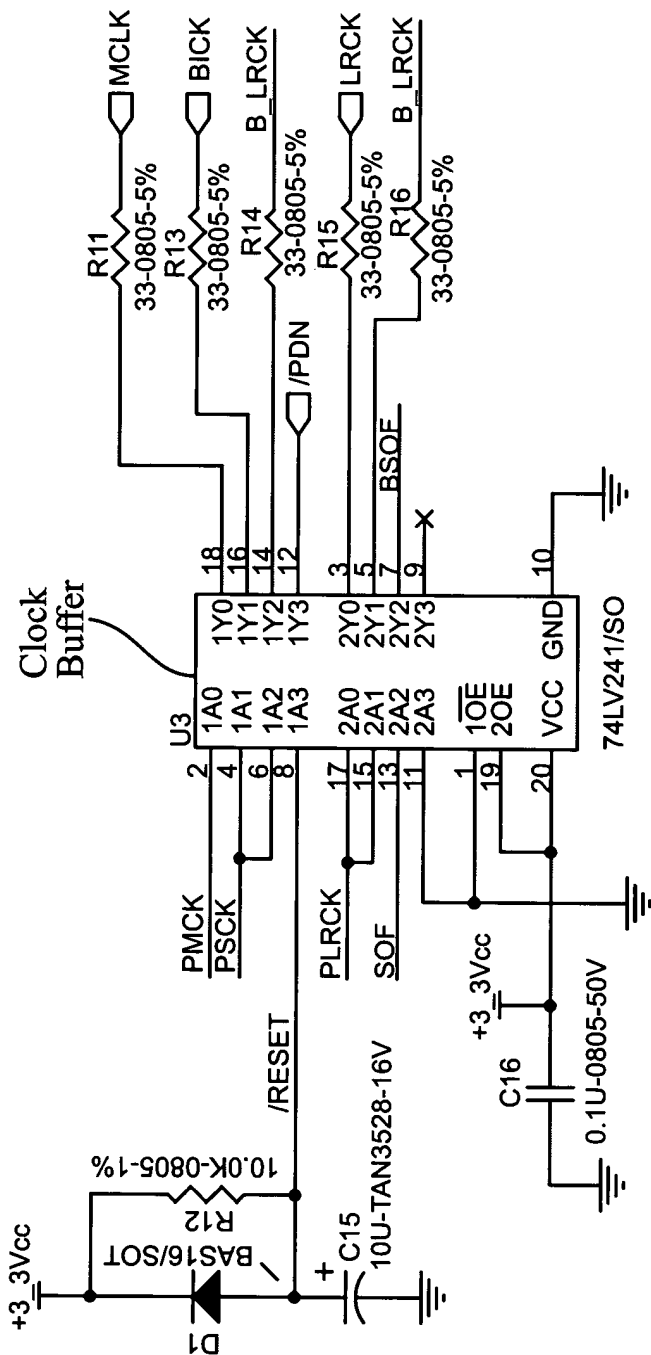 Clock
Buffer
U3
74LV241/SO
PMCK
PSCK
PLRCK
SOF
/RESET
2
4
6
8
17
15
13
11
1
19
20
1A0
1A1
1A2
1A3
2A0
2A1
2A2
2A3
1OE
2OE
VCC
1Y0
1Y1
1Y2
1Y3
2Y0
2Y1
2Y2
2Y3
GND
18
16
14
12
3
5
7
9
10
R11
33-0805-5%
MCLK
R13
33-0805-5%
BICK
R14
33-0805-5%
B_LRCK
/PDN
R15
33-0805-5%
LRCK
R16
33-0805-5%
B_LRCK
BSOF
+3_3Vcc
D1
BAS16/SOT
R12
10.0K-0805-1%
+
C15
10U-TAN3528-16V
+3_3Vcc
C16
0.1U-0805-50V